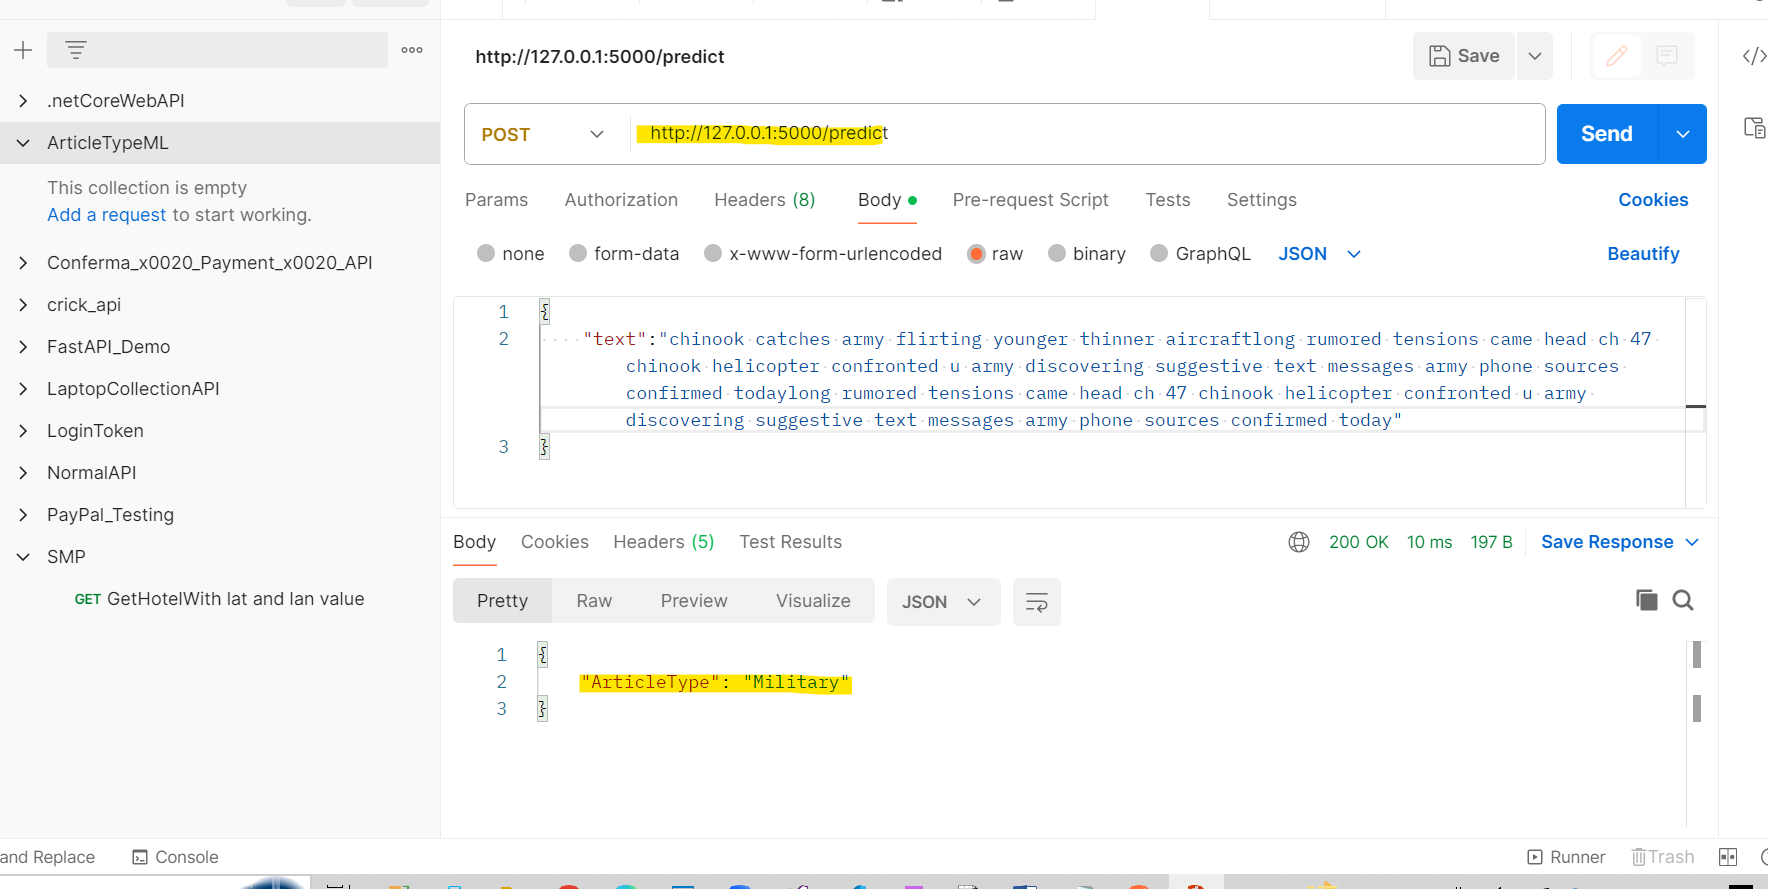 http://127.0.0.1:5000/predict
Save
.netCoreWebAPI
ArticleTypeML
This collection is empty
Add a request to start working.
Conferma_x0020_Payment_x0020_API
crick_api
FastAPI_Demo
LaptopCollectionAPI
LoginToken
NormalAPI
PayPal_Testing
SMP
GET GetHotelWith lat and lan value
POST
http://127.0.0.1:5000/predict
Send
Params Authorization Headers (8) Body Pre-request Script Tests Settings Cookies
none form-data x-www-form-urlencoded raw binary GraphQL JSON Beautify
1 {
2 "text":"chinook catches army flirting younger thinner aircraftlong rumored tensions came head ch 47
chinook helicopter confronted u army discovering suggestive text messages army phone sources
confirmed todaylong rumored tensions came head ch 47 chinook helicopter confronted u army
discovering suggestive text messages army phone sources confirmed today"
3 }
Body Cookies Headers (5) Test Results 200 OK 10 ms 197 B Save Response
Pretty Raw Preview Visualize JSON
1 {
2 "ArticleType": "Military"
3 }
and Replace Console Runner Trash